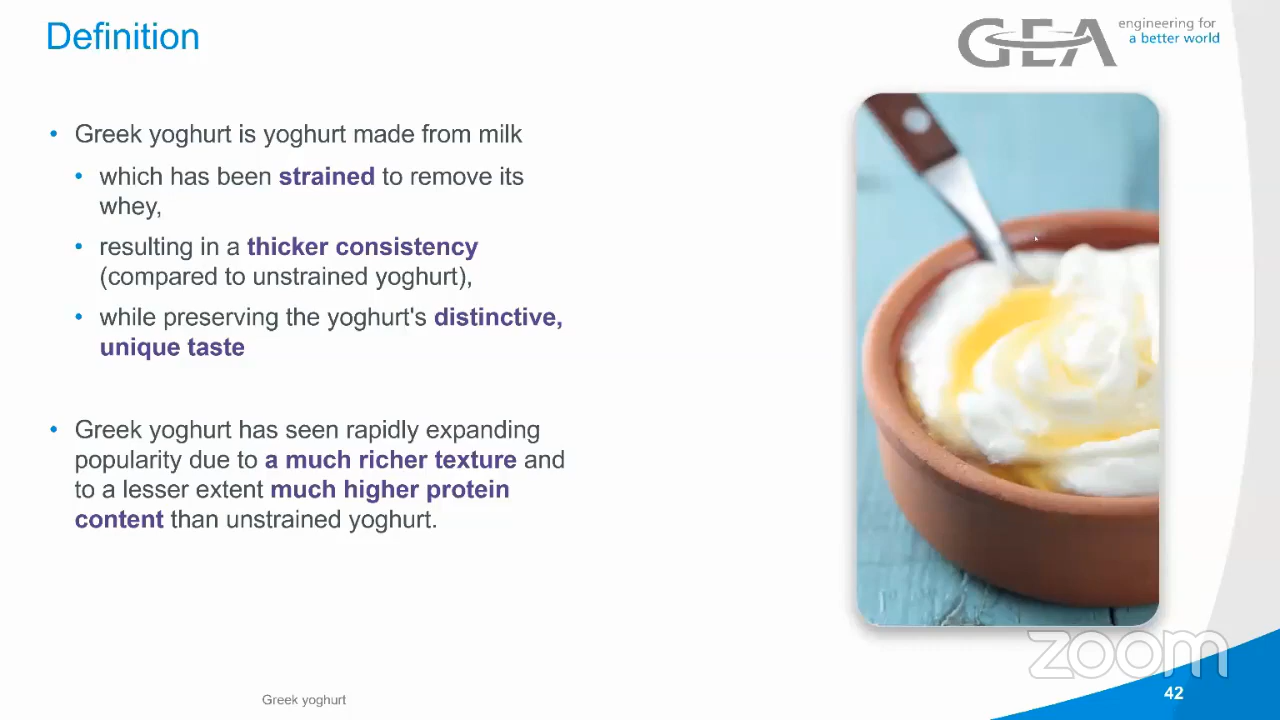 Definition
GEA
engineering for
a better world
• Greek yoghurt is yoghurt made from milk
• which has been strained to remove its
whey,
• resulting in a thicker consistency
(compared to unstrained yoghurt),
• while preserving the yoghurt's distinctive,
unique taste
• Greek yoghurt has seen rapidly expanding
popularity due to a much richer texture and
to a lesser extent much higher protein
content than unstrained yoghurt.
zoom
Greek yoghurt
42